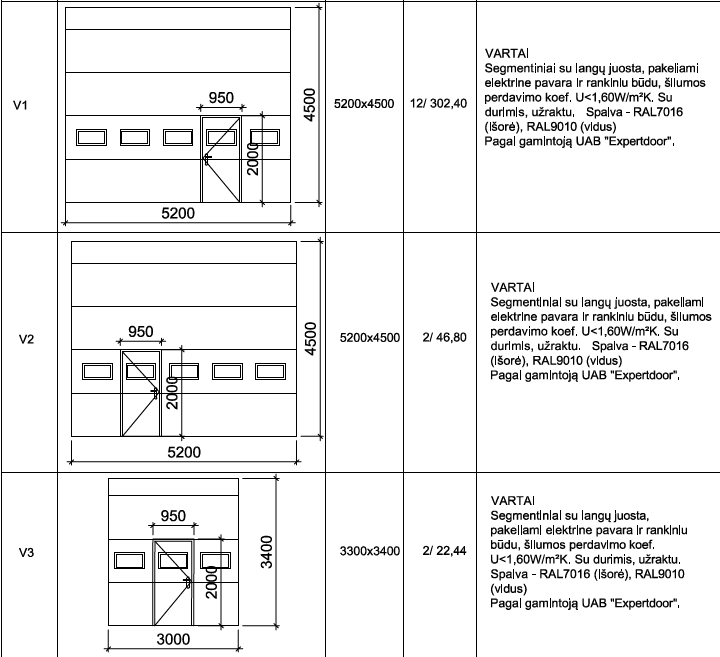 V1
950
2000
4500
5200
5200x4500
12/ 302,40
VARTAI
Segmentiniai su langų juosta, pakeliami
elektrine pavara ir rankiniu būdu, šilumos
perdavimo koef. U<1,60W/m²K. Su
durimis, užraktu. Spalva - RAL7016
(išorė), RAL9010 (vidus)
Pagal gamintoją UAB "Expertdoor".
V2
950
2000
4500
5200
5200x4500
2/ 46,80
VARTAI
Segmentiniai su langų juosta, pakeliami
elektrine pavara ir rankiniu būdu, šilumos
perdavimo koef. U<1,60W/m²K. Su
durimis, užraktu. Spalva - RAL7016
(išorė), RAL9010 (vidus)
Pagal gamintoją UAB "Expertdoor".
V3
950
2000
3400
3000
3300x3400
2/ 22,44
VARTAI
Segmentiniai su langų juosta,
pakeliami elektrine pavara ir rankiniu
būdu, šilumos perdavimo koef.
U<1,60W/m²K. Su durimis, užraktu.
Spalva - RAL7016 (išorė), RAL9010
(vidus)
Pagal gamintoją UAB "Expertdoor".